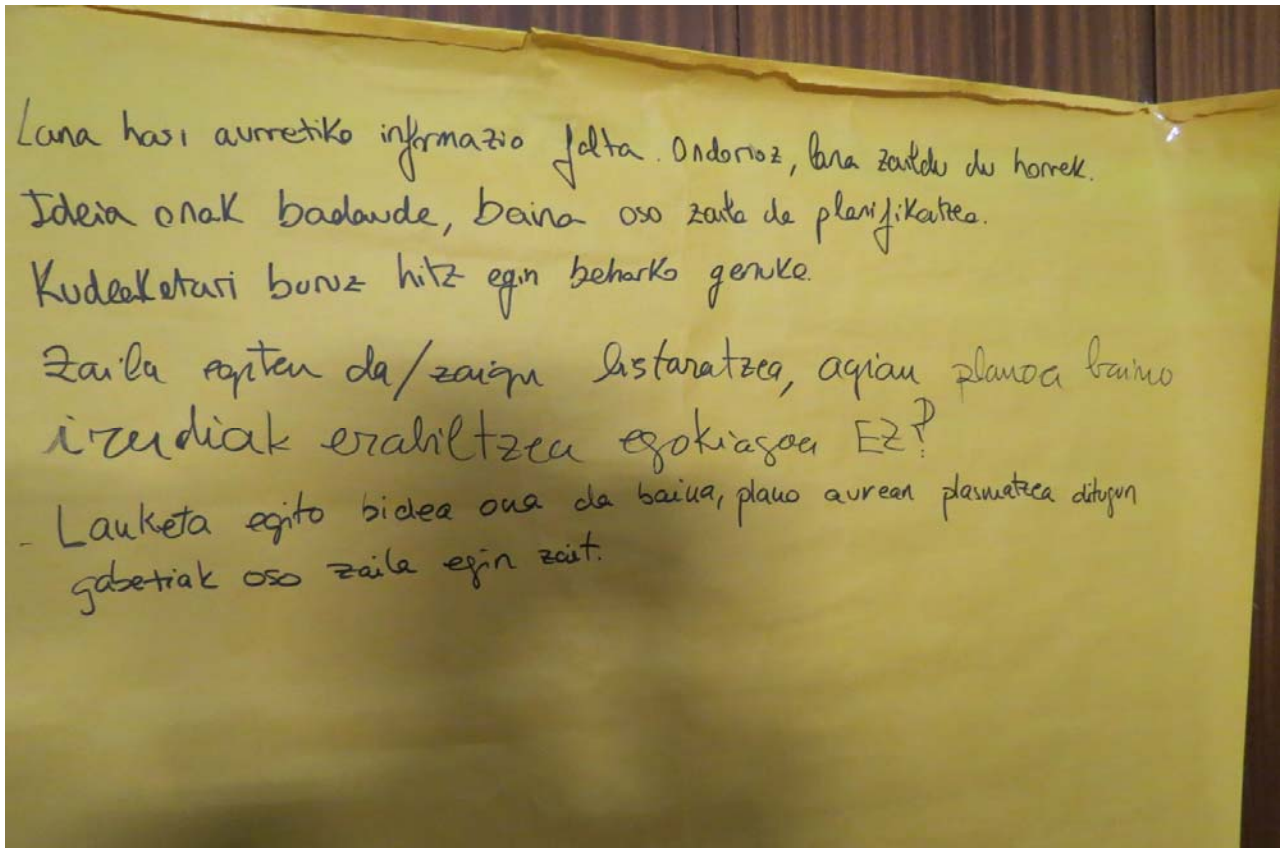 Lana hasi aurretiko informazio falta. Ondorioz, lana zaildu du horrek.
Ideia onak badaude, baina oso zaila da planifikatzea.
Kudeaketari buruz hitz egin beharko genuke.
Zaila egiten da/zaigu listaratzea, agian planoa baino
irudiak erabiltzea egokiagoa EZ?
- Lanketa egito bidea ona da baina, plano aurean plasmatzea ditugun
gabetiak oso zaila egin zait.